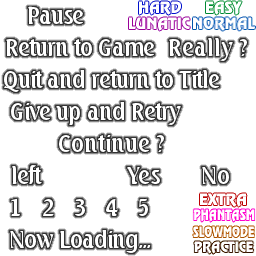 Pause HARD EASY
LUNATIC NORMAL
Return to Game Really ?
Quit and return to Title
Give up and Retry
Continue ?
left Yes No
1 2 3 4 5 EXTRA
PHANTASM
Now Loading... SLOWMODE
PRACTICE